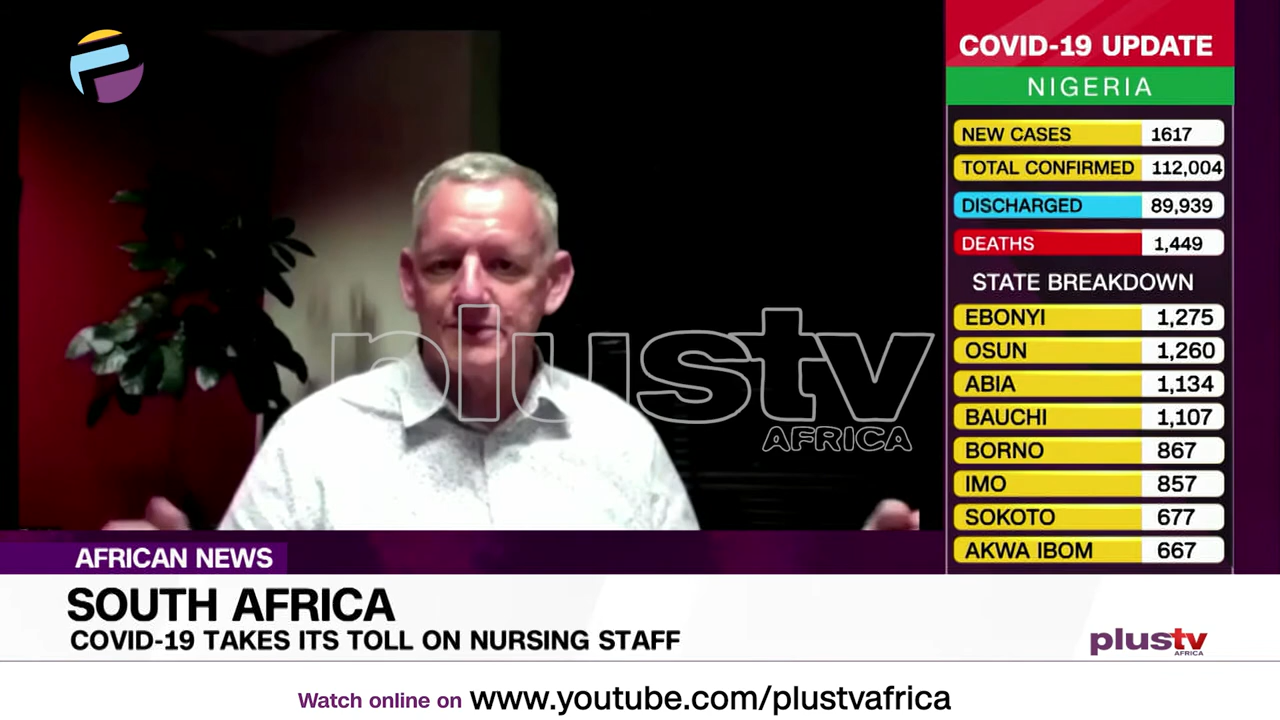 COVID-19 UPDATE
NIGERIA
NEW CASES 1617
TOTAL CONFIRMED 112,004
DISCHARGED 89,939
DEATHS 1,449
STATE BREAKDOWN
EBONYI 1,275
OSUN 1,260
ABIA 1,134
BAUCHI 1,107
BORNO 867
IMO 857
SOKOTO 677
AKWA IBOM 667
plustv
AFRICA
AFRICAN NEWS
SOUTH AFRICA
COVID-19 TAKES ITS TOLL ON NURSING STAFF
plustv
AFRICA
Watch online on www.youtube.com/plustvafrica